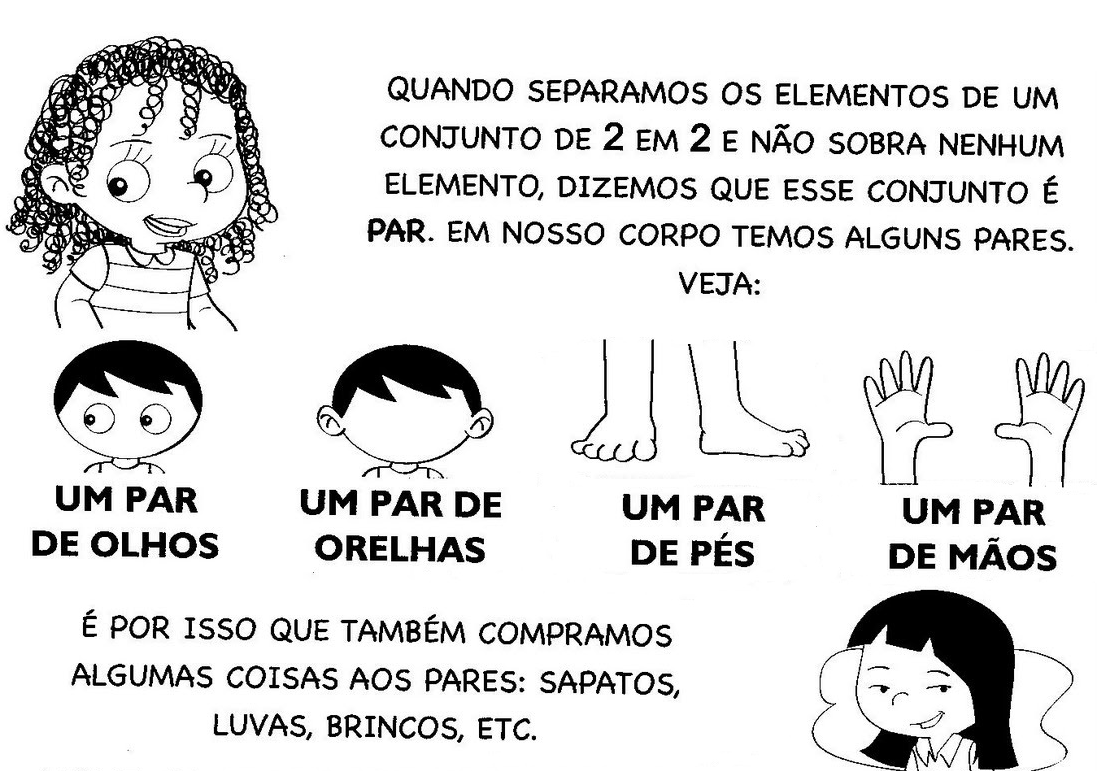 QUANDO SEPARAMOS OS ELEMENTOS DE UM
CONJUNTO DE 2 EM 2 E NÃO SOBRA NENHUM
ELEMENTO, DIZEMOS QUE ESSE CONJUNTO É
PAR. EM NOSSO CORPO TEMOS ALGUNS PARES.
VEJA:
UM PAR
DE OLHOS
UM PAR DE
ORELHAS
UM PAR
DE PÉS
UM PAR
DE MÃOS
É POR ISSO QUE TAMBÉM COMPRAMOS
ALGUMAS COISAS AOS PARES: SAPATOS,
LUVAS, BRINCOS, ETC.